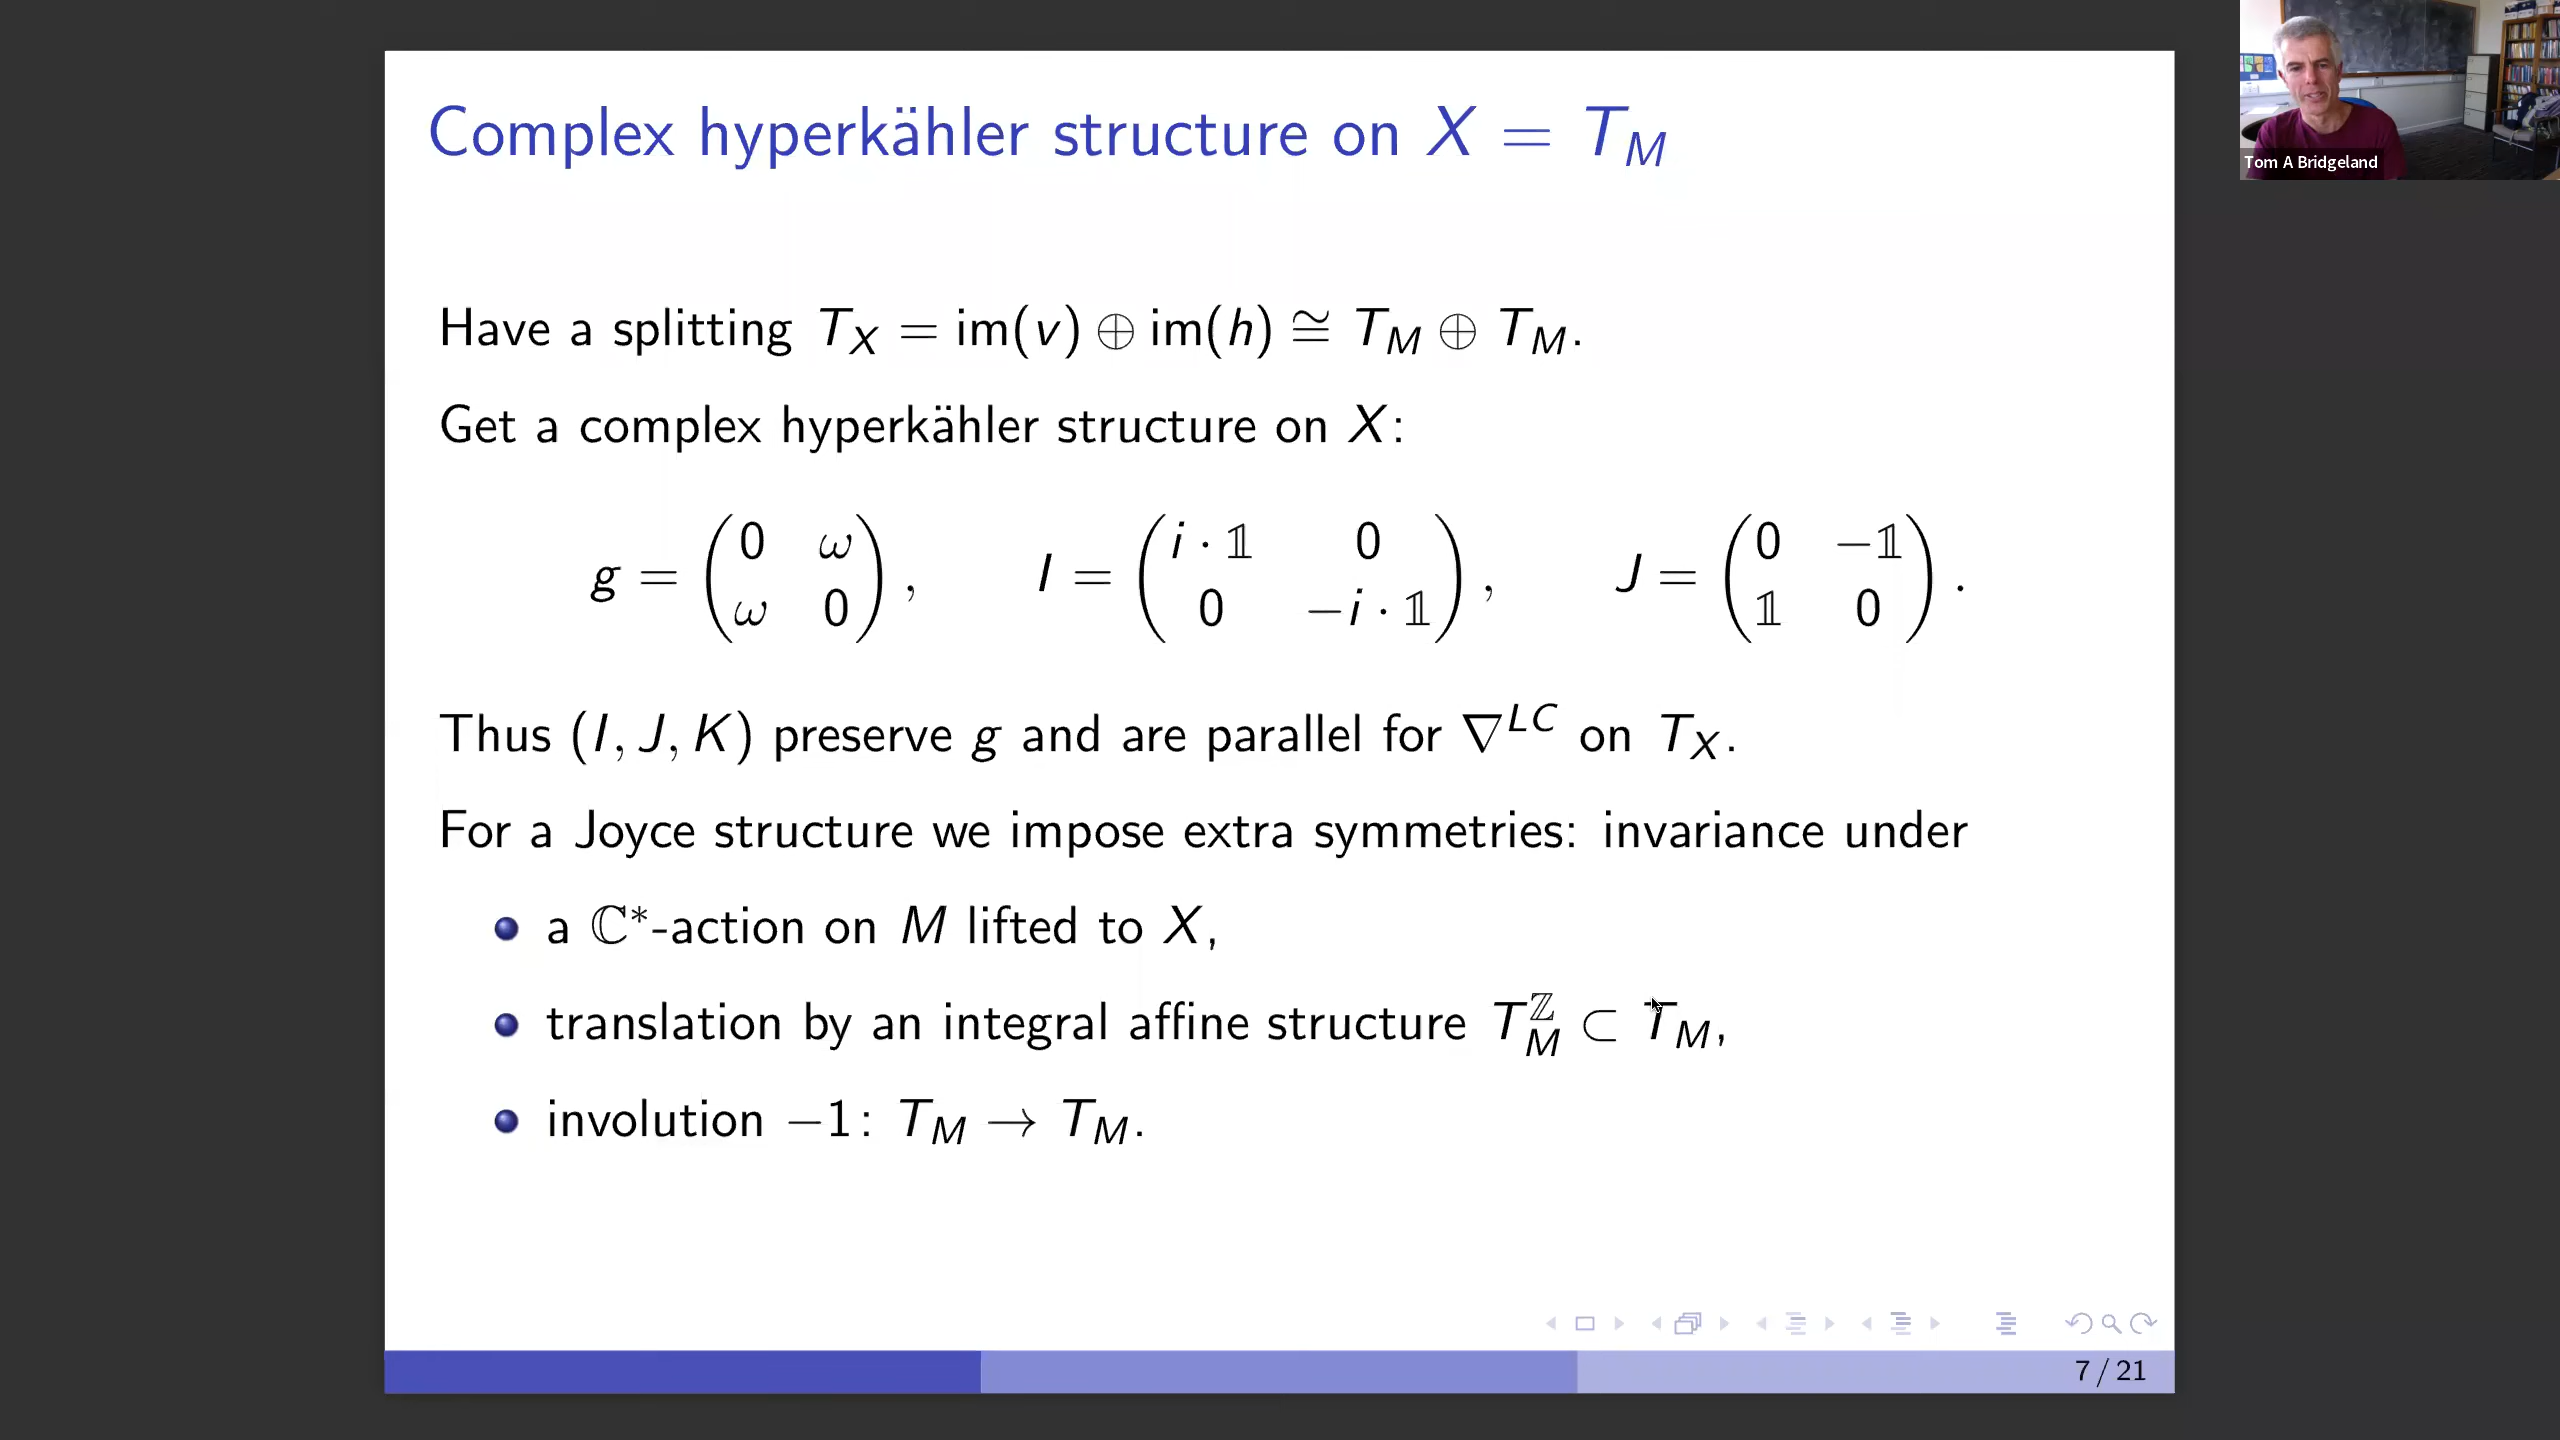 Complex hyperkähler structure on X = T_M
Tom A Bridgeland
Have a splitting T_X = im(v) ⊕ im(h) ≅ T_M ⊕ T_M.
Get a complex hyperkähler structure on X:
g = (0 ω; ω 0), I = (i · 𝟙 0; 0 −i · 𝟙), J = (0 −𝟙; 𝟙 0).
Thus (I, J, K) preserve g and are parallel for ∇^{LC} on T_X.
For a Joyce structure we impose extra symmetries: invariance under
a ℂ*-action on M lifted to X,
translation by an integral affine structure T_M^ℤ ⊂ T_M,
involution −1: T_M → T_M.
7 / 21